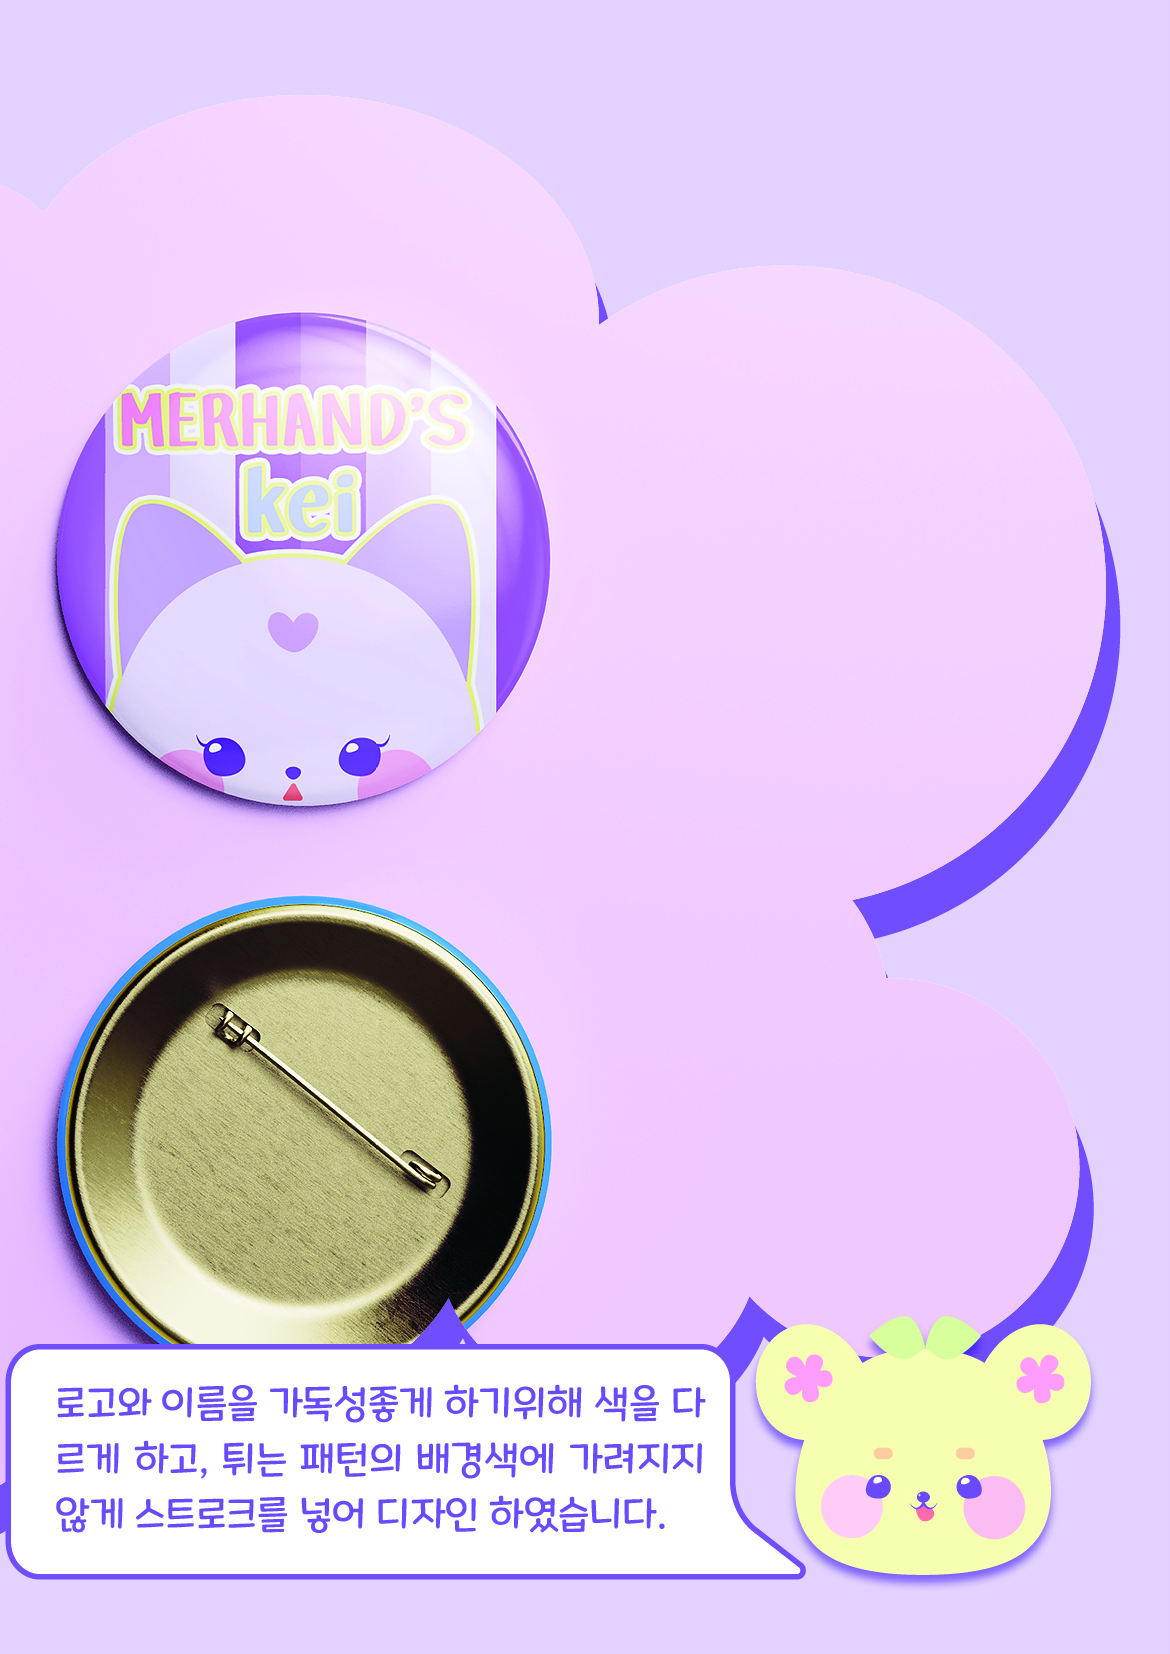 MERHAND'S
kei
로고와 이름을 가독성좋게 하기위해 색을 다
르게 하고, 튀는 패턴의 배경색에 가려지지
않게 스트로크를 넣어 디자인 하였습니다.